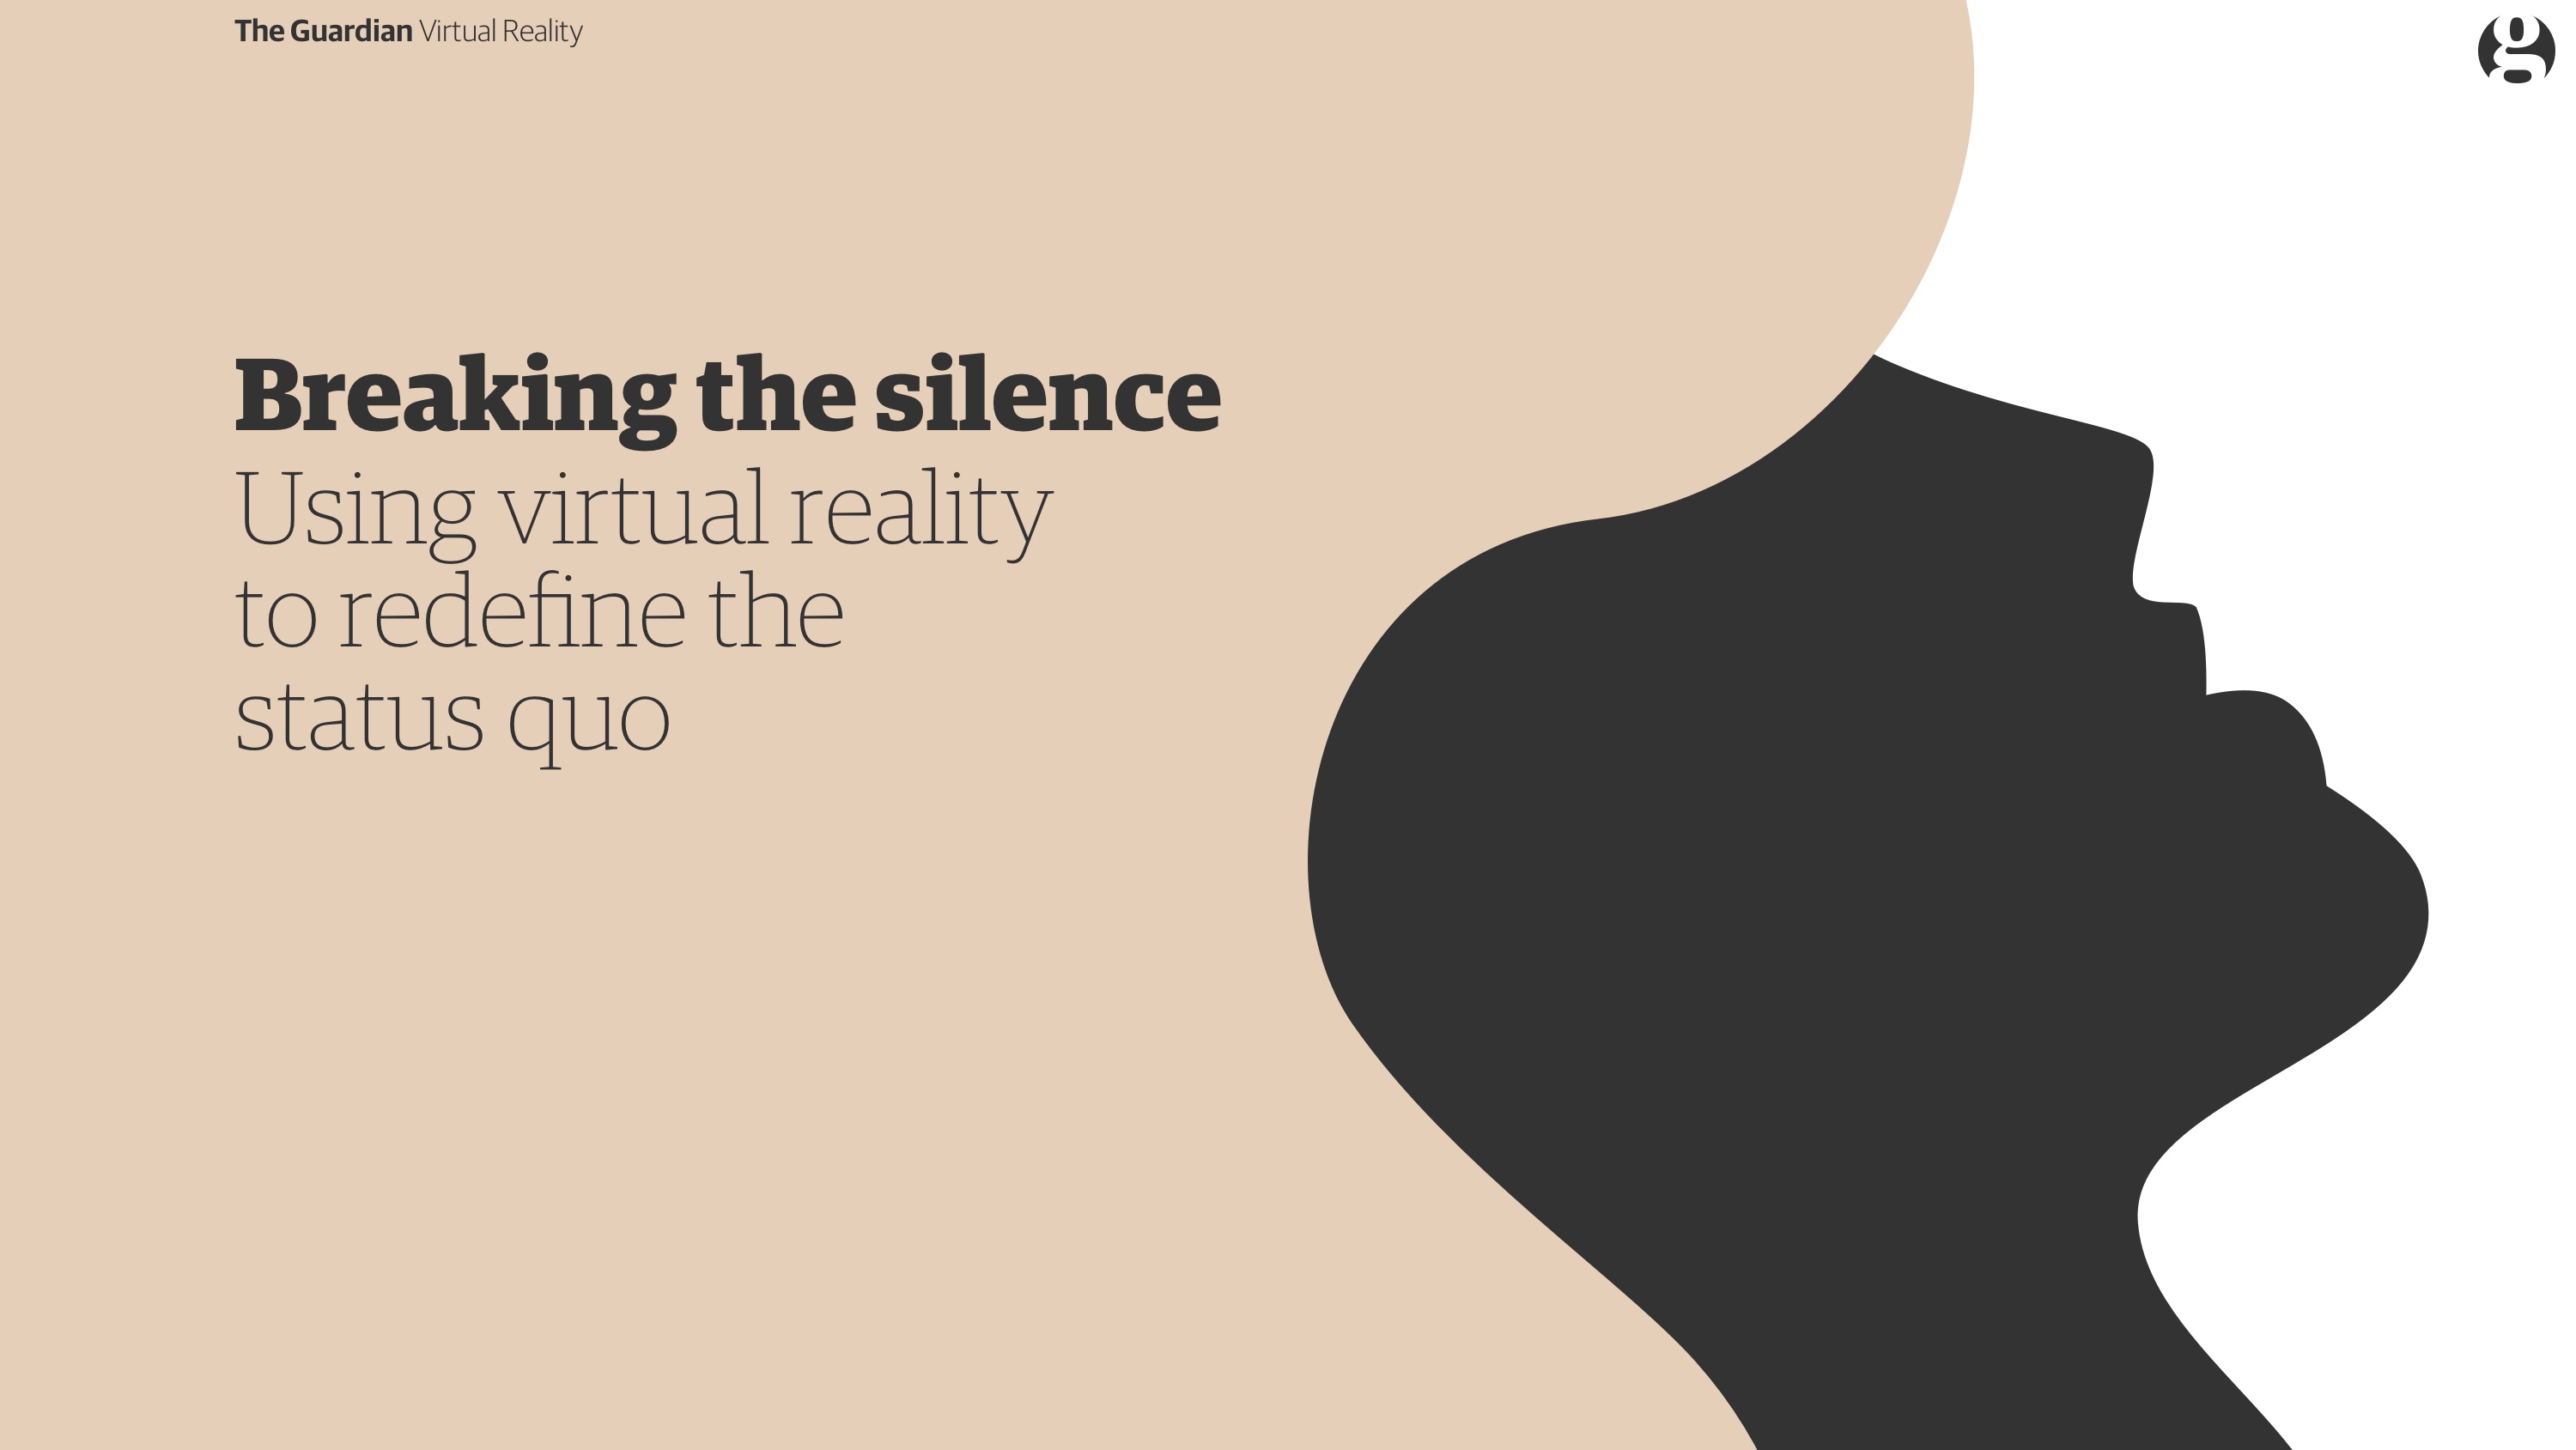 The Guardian Virtual Reality
g
Breaking the silence
Using virtual reality
to redefine the
status quo